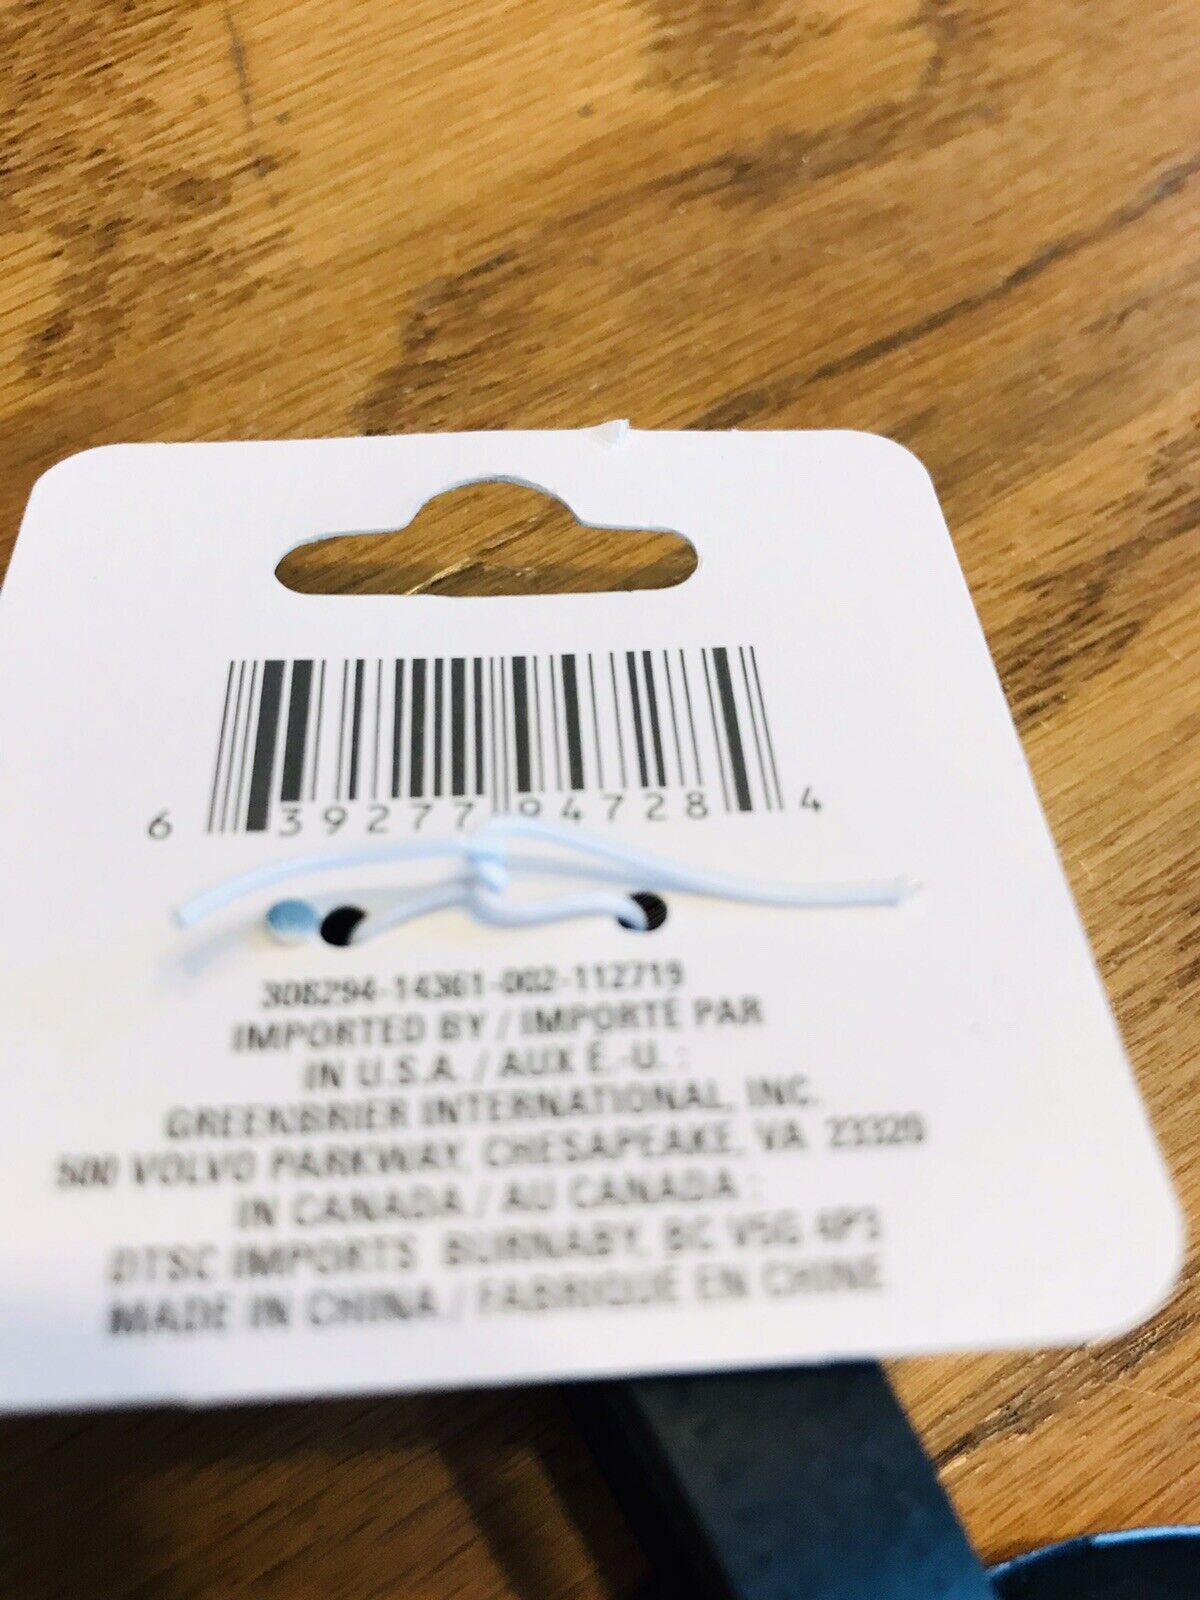 6 39277 94728 4
308294-14361-002-112719
IMPORTED BY / IMPORTÉ PAR
IN U.S.A. / AUX É.-U. :
GREENBRIER INTERNATIONAL, INC.
500 VOLVO PARKWAY, CHESAPEAKE, VA 23320
IN CANADA / AU CANADA :
DTSC IMPORTS BURNABY, BC V5G 4P3
MADE IN CHINA / FABRIQUÉ EN CHINE